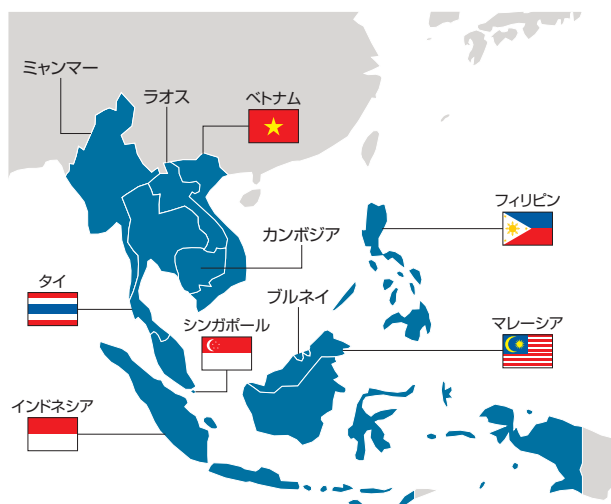 ミャンマー
ラオス
ベトナム
フィリピン
カンボジア
タイ
ブルネイ
シンガポール
マレーシア
インドネシア